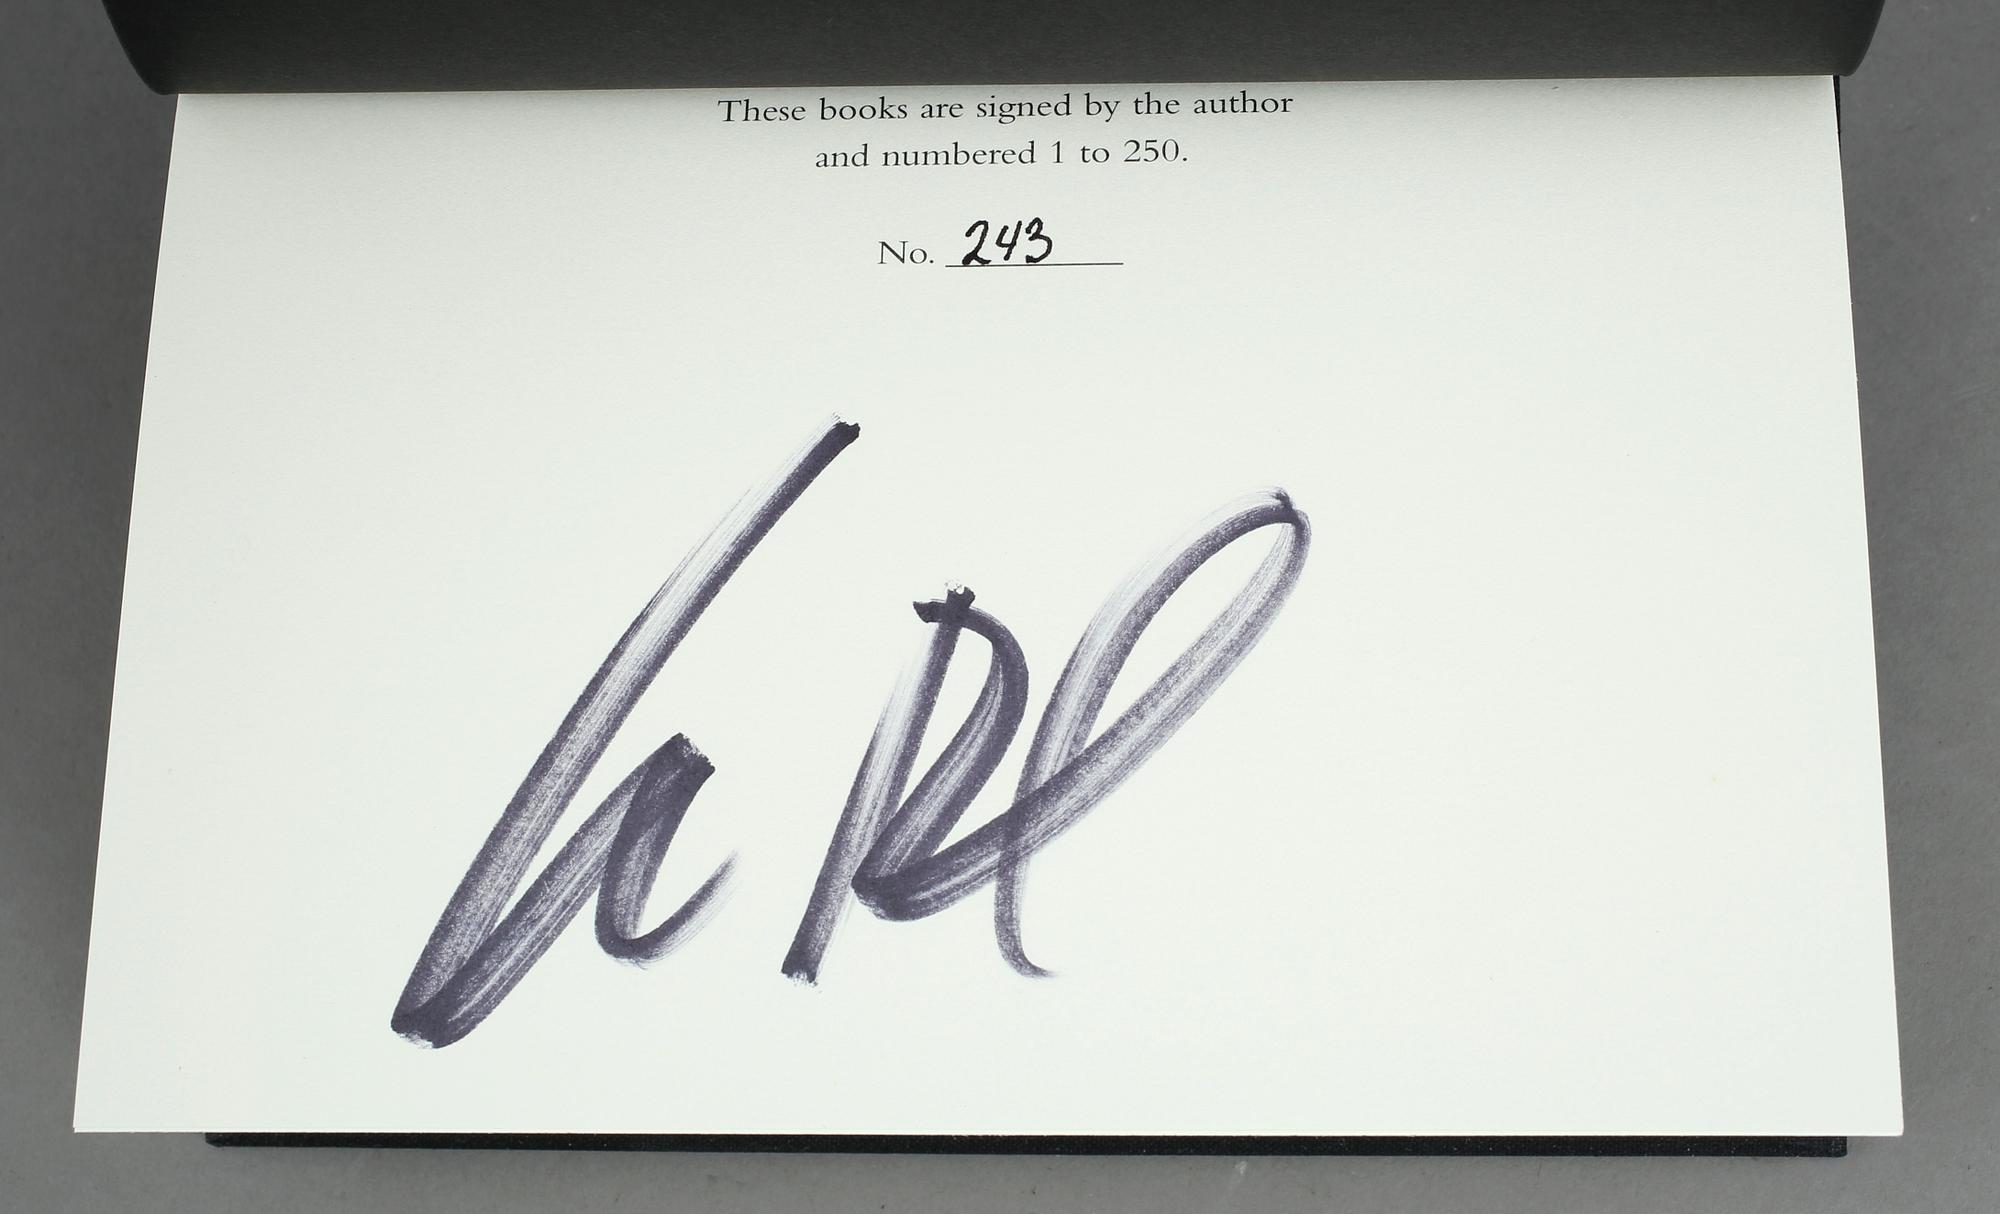 These books are signed by the author
and numbered 1 to 250.
No. 243